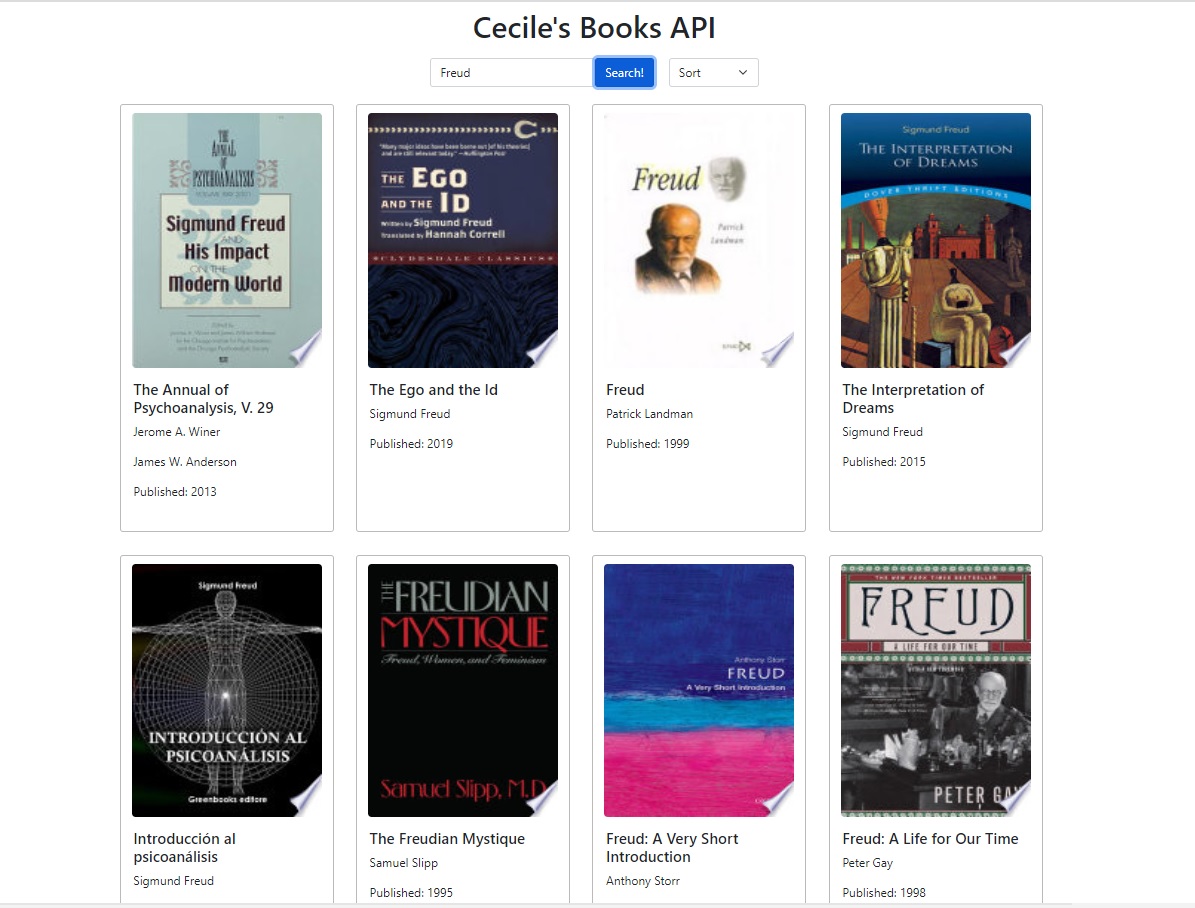 Cecile's Books API
Freud
Search!
Sort
THE
ANNUAL
OF
PSYCHOANALYSIS
Sigmund Freud
AND
His Impact
ON THE
Modern World
"Many major ideas have been borne out [of his theories]
and are still relevant today." —Huffington Post
THE EGO
AND THE ID
Written by Sigmund Freud
Translated by Hannah Correll
CLYDESDALE CLASSICS
Freud
Patrick
Landman
Sigmund Freud
THE INTERPRETATION
OF DREAMS
DOVER THRIFT EDITIONS
The Annual of
Psychoanalysis, V. 29
Jerome A. Winer
James W. Anderson
Published: 2013
The Ego and the Id
Sigmund Freud
Published: 2019
Freud
Patrick Landman
Published: 1999
The Interpretation of
Dreams
Sigmund Freud
Published: 2015
Sigmund Freud
INTRODUCCIÓN AL
PSICOANÁLISIS
Greenbooks editore
THE FREUDIAN
MYSTIQUE
Freud, Women, and Feminism
Samuel Slipp, M.D.
Anthony Storr
FREUD
A Very Short Introduction
THE NEW YORK TIMES BESTSELLER
FREUD
A LIFE FOR OUR TIME
PETER GAY
Introducción al
psicoanálisis
Sigmund Freud
The Freudian Mystique
Samuel Slipp
Published: 1995
Freud: A Very Short
Introduction
Anthony Storr
Freud: A Life for Our Time
Peter Gay
Published: 1998